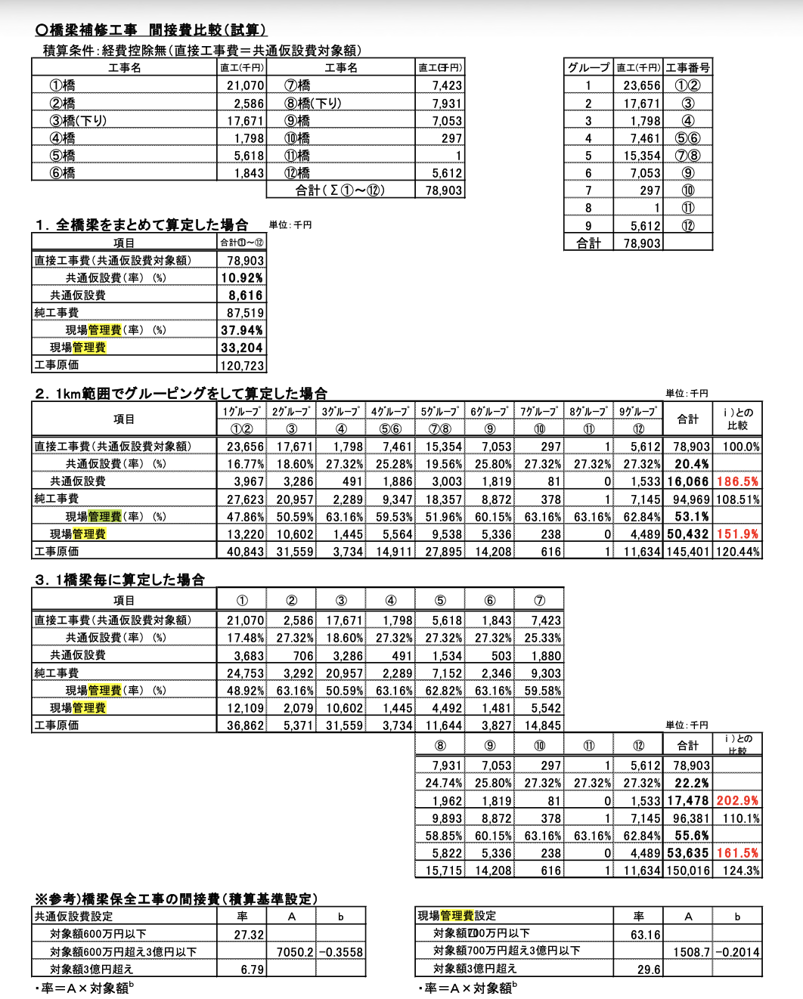 〇橋梁補修工事　間接費比較(試算)
積算条件:経費控除無(直接工事費=共通仮設費対象額)
工事名 直工(千円) 工事名 直工(千円)
①橋 21,070 ⑦橋 7,423
②橋 2,586 ⑧橋(下り) 7,931
③橋(下り) 17,671 ⑨橋 7,053
④橋 1,798 ⑩橋 297
⑤橋 5,618 ⑪橋 1
⑥橋 1,843 ⑫橋 5,612
合計(Σ①~⑫) 78,903
グループ 直工(千円) 工事番号
1 23,656 ①②
2 17,671 ③
3 1,798 ④
4 7,461 ⑤⑥
5 15,354 ⑦⑧
6 7,053 ⑨
7 297 ⑩
8 1 ⑪
9 5,612 ⑫
合計 78,903
1. 全橋梁をまとめて算定した場合 単位:千円
項目 合計①~⑫
直接工事費(共通仮設費対象額) 78,903
共通仮設費(率) (%) 10.92%
共通仮設費 8,616
純工事費 87,519
現場管理費(率) (%) 37.94%
現場管理費 33,204
工事原価 120,723
2. 1km範囲でグルーピングをして算定した場合 単位:千円
項目 1グループ 2グループ 3グループ 4グループ 5グループ 6グループ 7グループ 8グループ 9グループ 合計 i)との比較
①② ③ ④ ⑤⑥ ⑦⑧ ⑨ ⑩ ⑪ ⑫
直接工事費(共通仮設費対象額) 23,656 17,671 1,798 7,461 15,354 7,053 297 1 5,612 78,903 100.0%
共通仮設費(率) (%) 16.77% 18.60% 27.32% 25.28% 19.56% 25.80% 27.32% 27.32% 27.32% 20.4%
共通仮設費 3,967 3,286 491 1,886 3,003 1,819 81 0 1,533 16,066 186.5%
純工事費 27,623 20,957 2,289 9,347 18,357 8,872 378 1 7,145 94,969 108.51%
現場管理費(率) (%) 47.86% 50.59% 63.16% 59.53% 51.96% 60.15% 63.16% 63.16% 62.84% 53.1%
現場管理費 13,220 10,602 1,445 5,564 9,538 5,336 238 0 4,489 50,432 151.9%
工事原価 40,843 31,559 3,734 14,911 27,895 14,208 616 1 11,634 145,401 120.44%
3. 1橋梁毎に算定した場合
項目 ① ② ③ ④ ⑤ ⑥ ⑦
直接工事費(共通仮設費対象額) 21,070 2,586 17,671 1,798 5,618 1,843 7,423
共通仮設費(率) (%) 17.48% 27.32% 18.60% 27.32% 27.32% 27.32% 25.33%
共通仮設費 3,683 706 3,286 491 1,534 503 1,880
純工事費 24,753 3,292 20,957 2,289 7,152 2,346 9,303
現場管理費(率) (%) 48.92% 63.16% 50.59% 63.16% 62.82% 63.16% 59.58%
現場管理費 12,109 2,079 10,602 1,445 4,492 1,481 5,542
工事原価 36,862 5,371 31,559 3,734 11,644 3,827 14,845
単位:千円
⑧ ⑨ ⑩ ⑪ ⑫ 合計 i)との比較
7,931 7,053 297 1 5,612 78,903
24.74% 25.80% 27.32% 27.32% 27.32% 22.2%
1,962 1,819 81 0 1,533 17,478 202.9%
9,893 8,872 378 1 7,145 96,381 110.1%
58.85% 60.15% 63.16% 63.16% 62.84% 55.6%
5,822 5,336 238 0 4,489 53,635 161.5%
15,715 14,208 616 1 11,634 150,016 124.3%
※参考)橋梁保全工事の間接費(積算基準設定)
共通仮設費設定 率 A b
対象額600万円以下 27.32
対象額600万円超え3億円以下 7050.2 -0.3558
対象額3億円超え 6.79
・率=A×対象額b
現場管理費設定 率 A b
対象額700万円以下 63.16
対象額700万円超え3億円以下 1508.7 -0.2014
対象額3億円超え 29.6
・率=A×対象額b